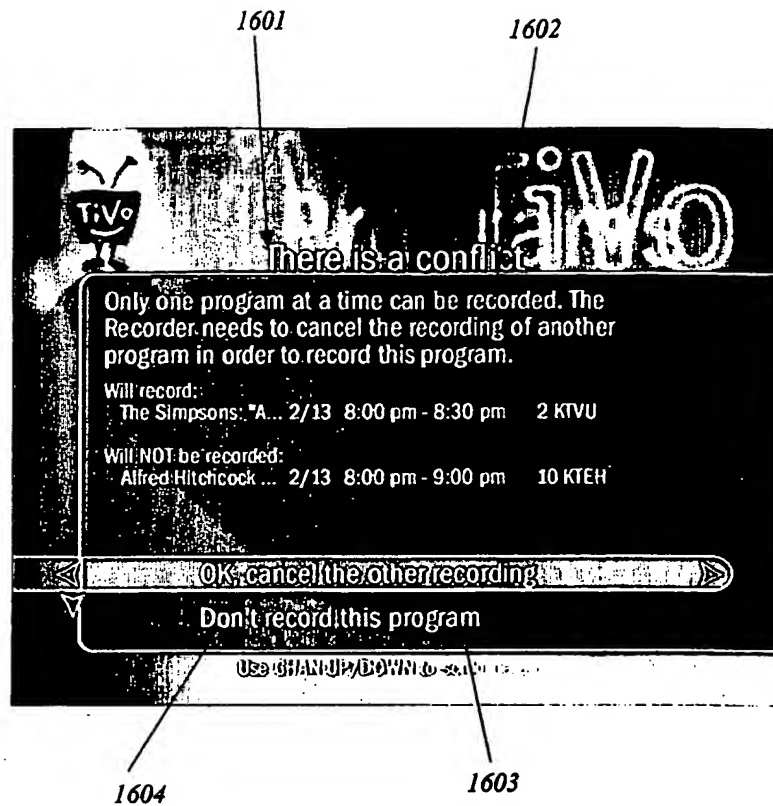 1601
1602
TiVo
TiVo
There is a conflict
Only one program at a time can be recorded. The
Recorder needs to cancel the recording of another
program in order to record this program.
Will record:
The Simpsons: "A... 2/13 8:00 pm - 8:30 pm 2 KTVU
Will NOT be recorded:
Alfred Hitchcock ... 2/13 8:00 pm - 9:00 pm 10 KTEH
OK, cancel the other recording
Don't record this program
Use CHAN UP/DOWN to
1604
1603